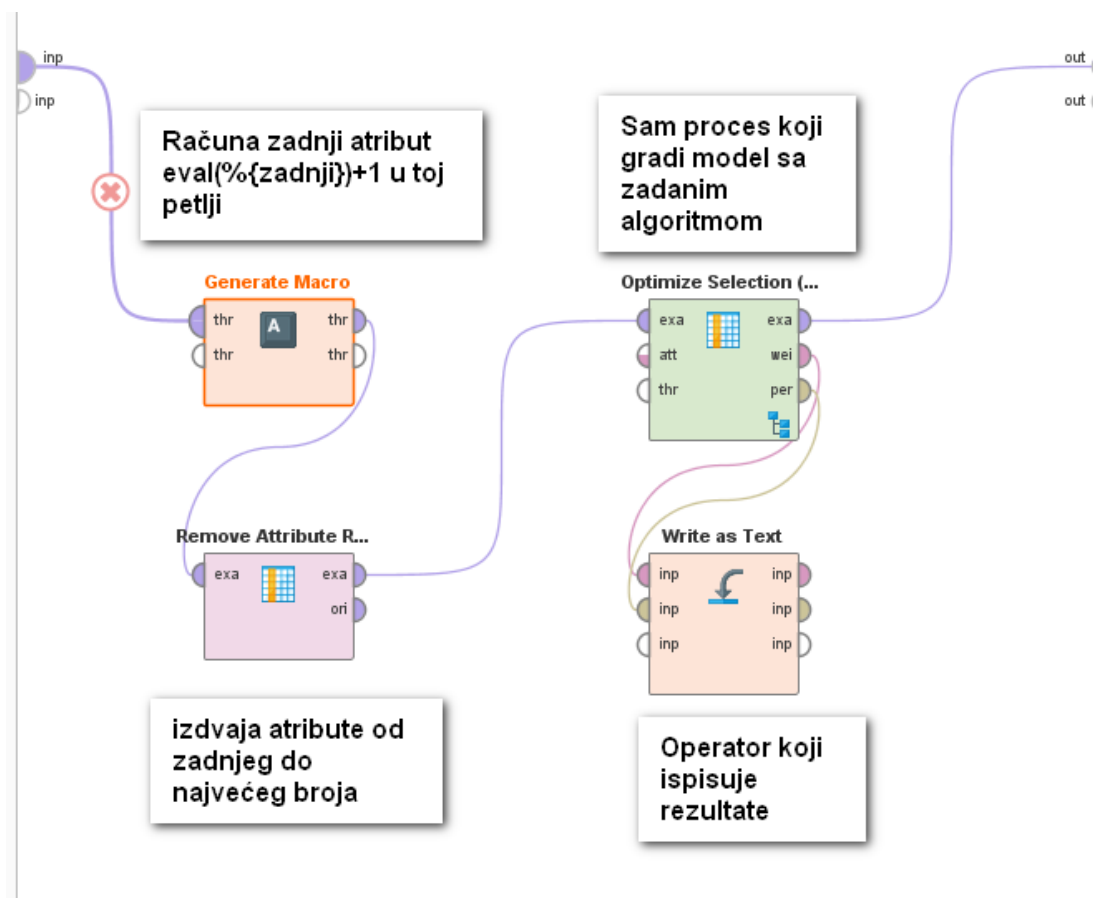 inp
inp
out
out
Računa zadnji atribut
eval(%{zadnji})+1 u toj
petlji
Sam proces koji
gradi model sa
zadanim
algoritmom
Generate Macro
thr thr
thr thr
A
Optimize Selection (...
exa exa
att wei
thr per
Remove Attribute R...
exa exa
ori
Write as Text
inp inp
inp inp
inp inp
izdvaja atribute od
zadnjeg do
najvećeg broja
Operator koji
ispisuje
rezultate